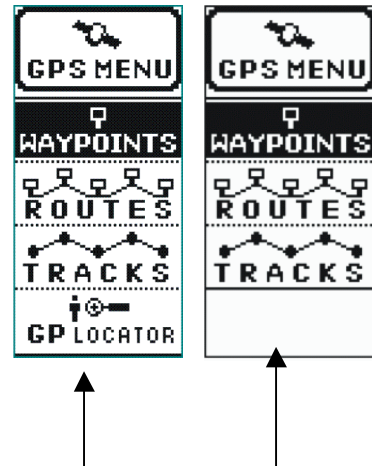 GPS MENU
WAYPOINTS
ROUTES
TRACKS
GP LOCATOR
GPS MENU
WAYPOINTS
ROUTES
TRACKS